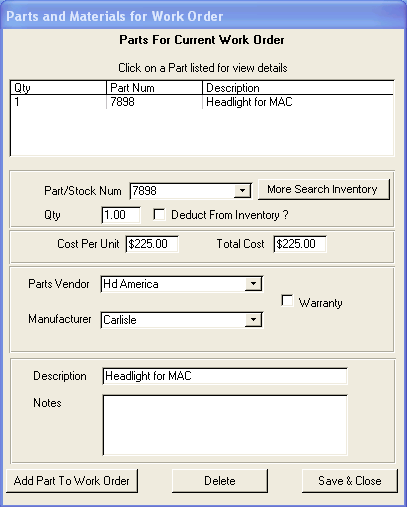 Parts and Materials for Work Order
Parts For Current Work Order
Click on a Part listed for view details
Qty Part Num Description
1 7898 Headlight for MAC
Part/Stock Num 7898 More Search Inventory
Qty 1.00 Deduct From Inventory ?
Cost Per Unit $225.00 Total Cost $225.00
Parts Vendor Hd America
Warranty
Manufacturer Carlisle
Description Headlight for MAC
Notes
Add Part To Work Order Delete Save & Close